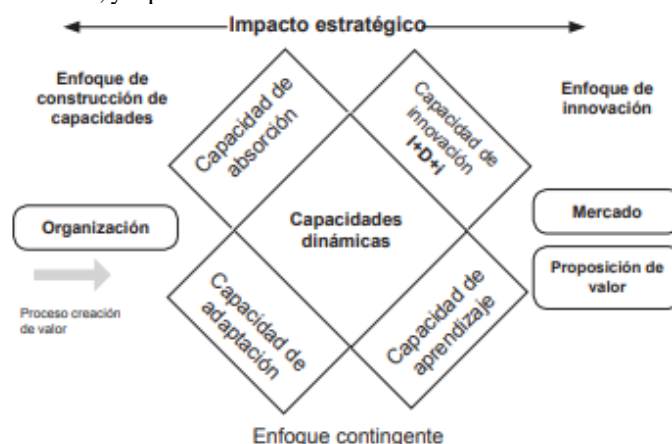 Impacto estratégico
Enfoque de
construcción de
capacidades
Capacidad de
absorción
Capacidad de
innovación
I+D+i
Enfoque de
innovación
Organización
Capacidades
dinámicas
Mercado
Proposición de
valor
Proceso creación
de valor
Capacidad de
adaptación
Capacidad de
aprendizaje
Enfoque contingente